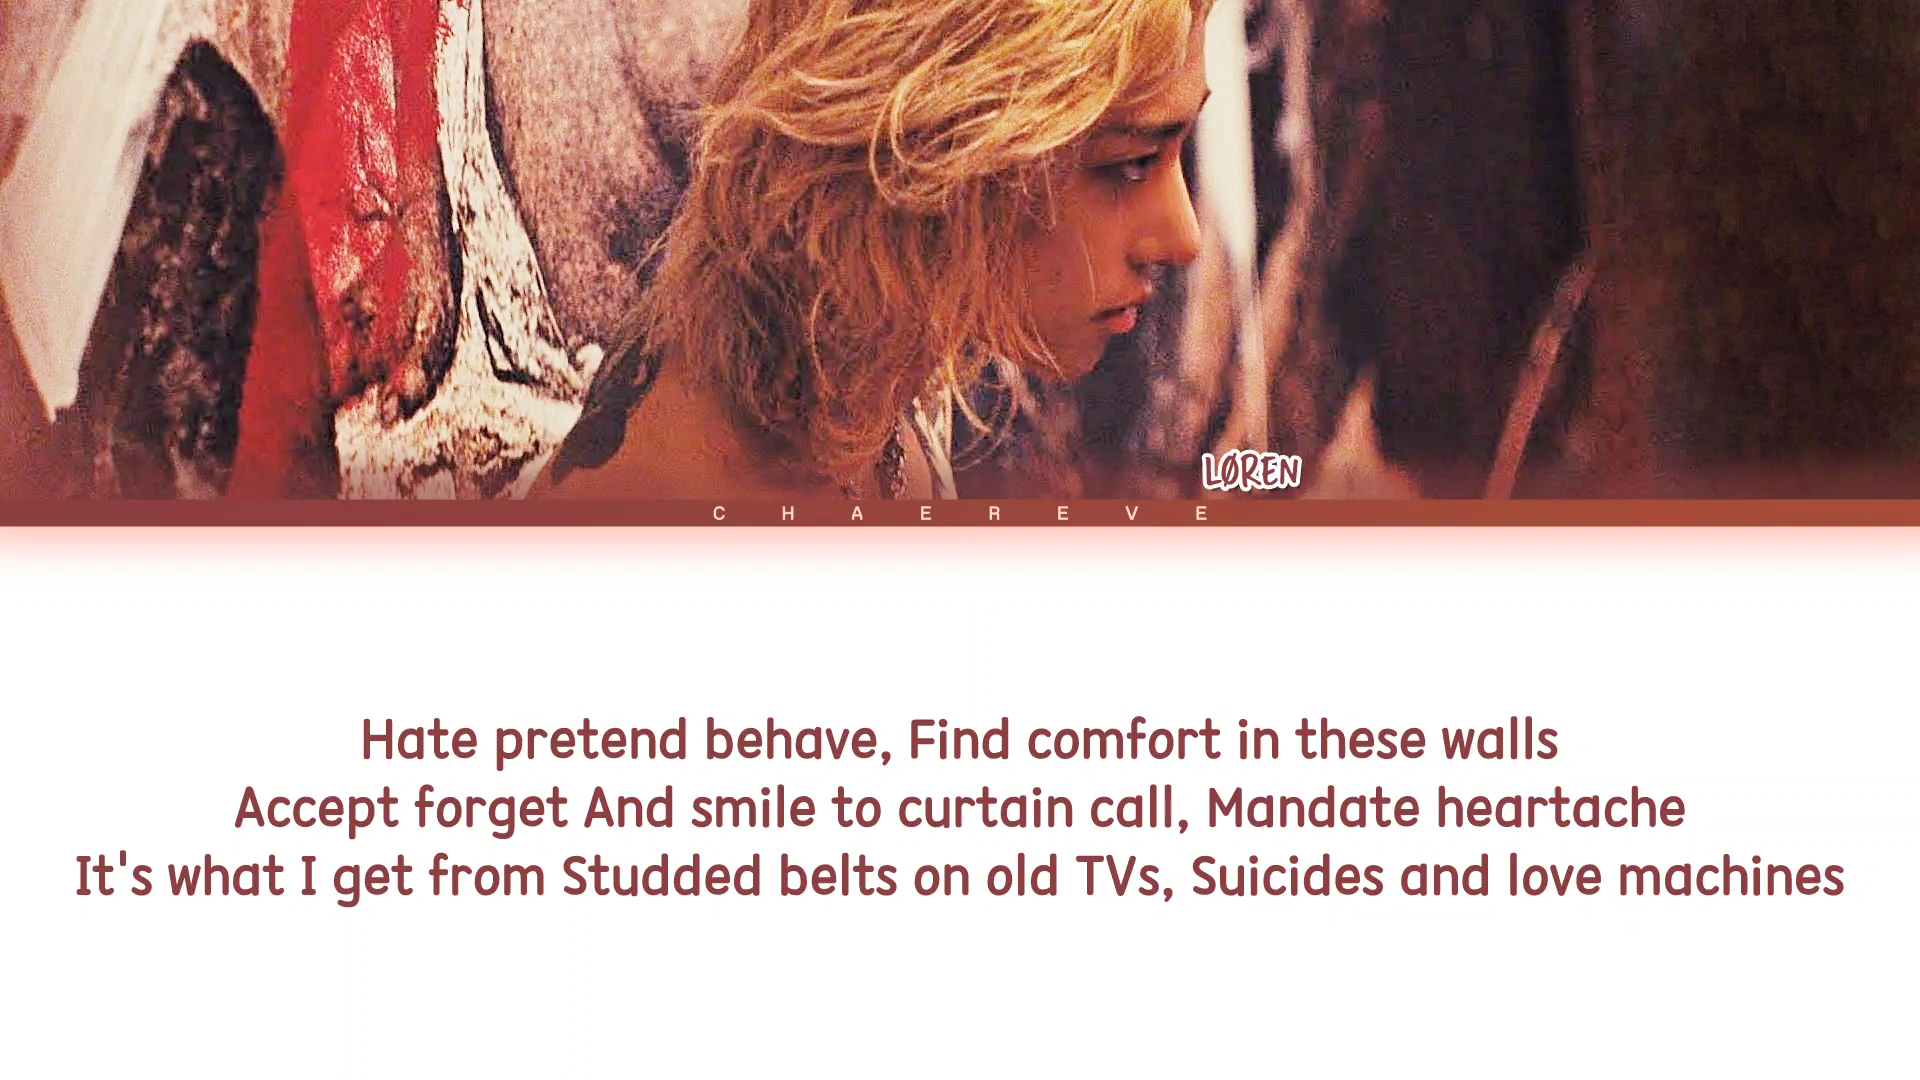 LØREN
CHAEREVE
Hate pretend behave, Find comfort in these walls
Accept forget And smile to curtain call, Mandate heartache
It's what I get from Studded belts on old TVs, Suicides and love machines